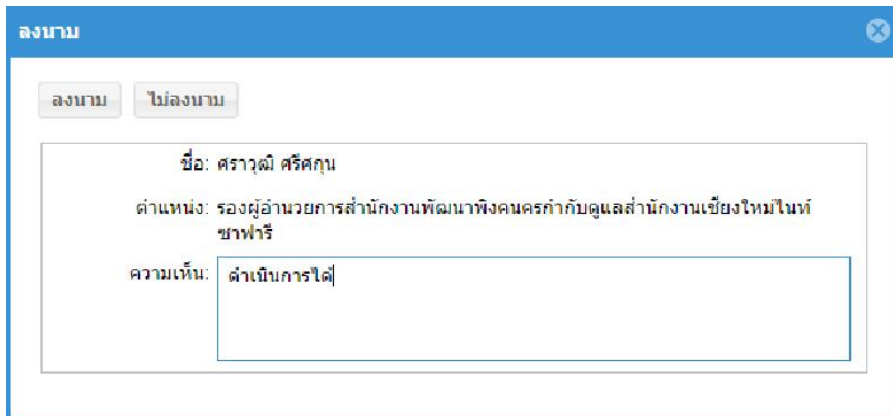 ลงนาม
ลงนาม ไม่ลงนาม
ชื่อ: ศราวุฒิ ศรีศกุน
ตำแหน่ง: รองผู้อำนวยการสำนักงานพัฒนาพิงคนครกำกับดูแลสำนักงานเชียงใหม่ไนท์
ซาฟารี
ความเห็น: ดำเนินการได้